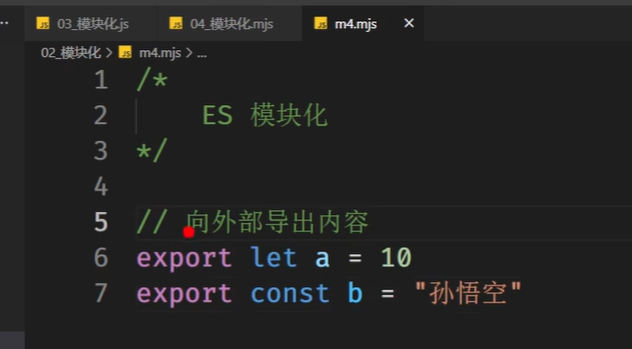 03_模块化.js
04_模块化.mjs
m4.mjs
02_模块化 > m4.mjs > ...
1 /*
2 ES 模块化
3 */
4
5 // 向外部导出内容
6 export let a = 10
7 export const b = "孙悟空"